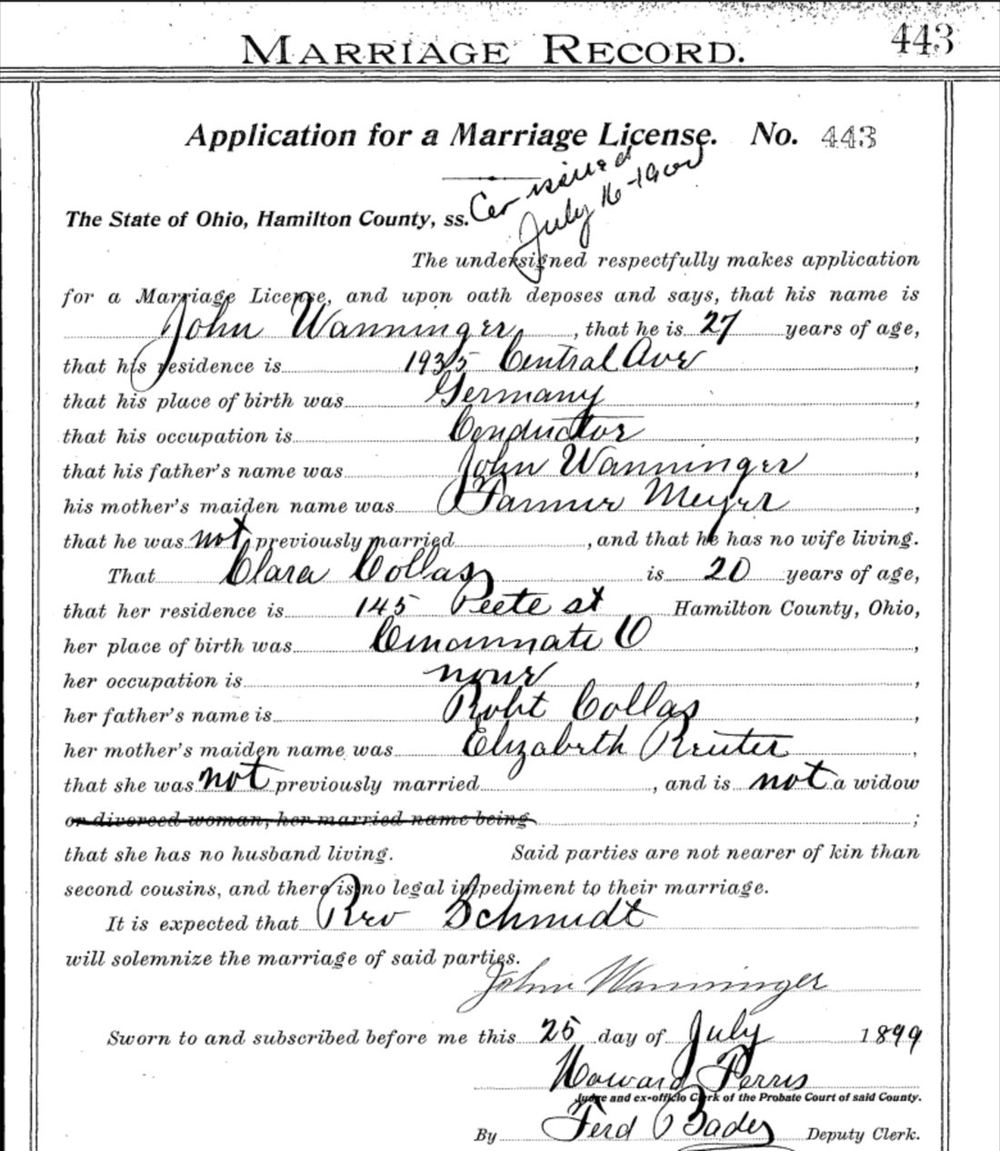 MARRIAGE RECORD. 443
Application for a Marriage License. No. 443
Cer issued
July 16-1900
The State of Ohio, Hamilton County, ss.
The undersigned respectfully makes application
for a Marriage License, and upon oath deposes and says, that his name is
John Wanninger, that he is 27 years of age,
that his residence is 1935 Central Ave,
that his place of birth was Germany,
that his occupation is Conductor,
that his father's name was John Wanninger,
his mother's maiden name was Meyer,
that he was not previously married, and that he has no wife living.
That Clara Collas is 20 years of age,
that her residence is 145 Peete st Hamilton County, Ohio,
her place of birth was Cincinnati O,
her occupation is none,
her father's name is Robt Collas,
her mother's maiden name was Elizabeth Reuter,
that she was not previously married, and is not a widow
or divorced woman, her married name being;
that she has no husband living. Said parties are not nearer of kin than
second cousins, and there is no legal impediment to their marriage.
It is expected that Rev Schmidt
will solemnize the marriage of said parties.
John Wanninger
Sworn to and subscribed before me this 25 day of July 1899
Howard Ferris
Judge and ex-officio Clerk of the Probate Court of said County.
By Ferd Bader Deputy Clerk.